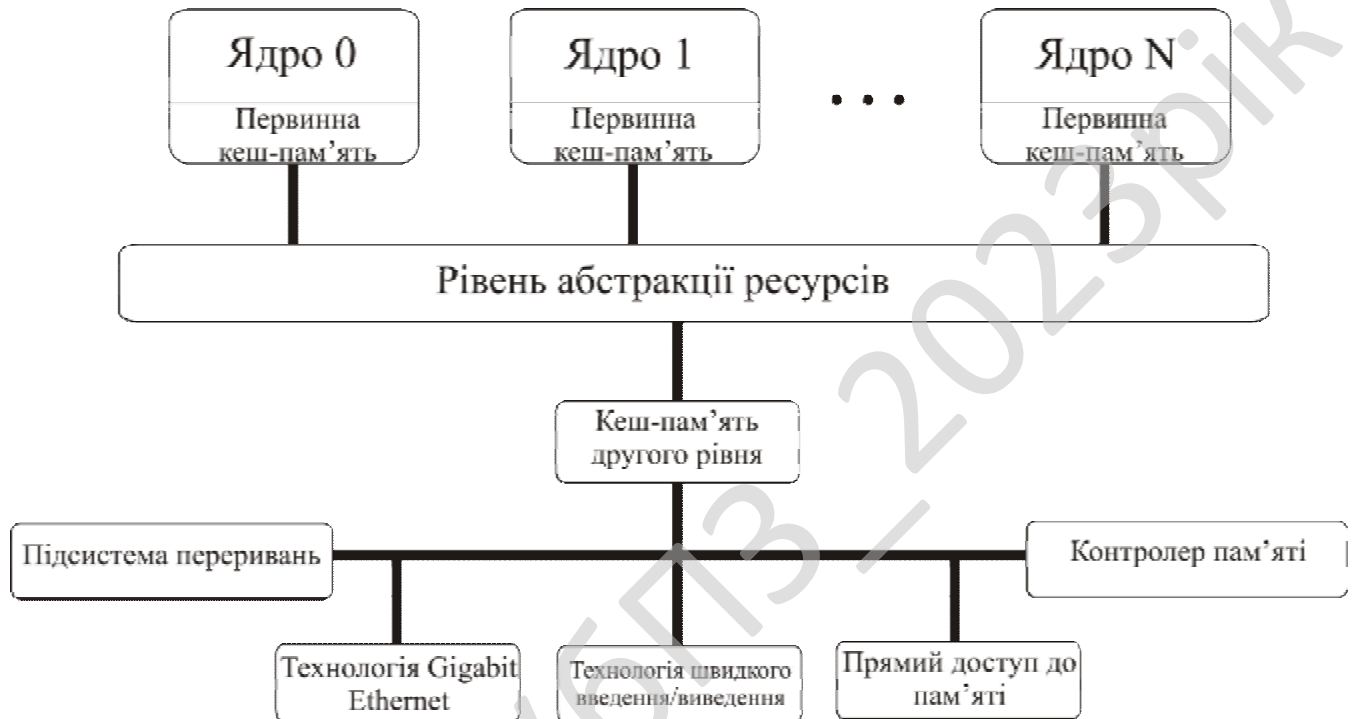 Ядро 0
Первинна
кеш-пам’ять
Ядро 1
Первинна
кеш-пам’ять
• • •
Ядро N
Первинна
кеш-пам’ять
Рівень абстракції ресурсів
Кеш-пам’ять
другого рівня
Підсистема переривань
Контролер пам’яті
Технологія Gigabit
Ethernet
Технологія швидкого
введення/виведення
Прямий доступ до
пам’яті
бПЗ_2023рік